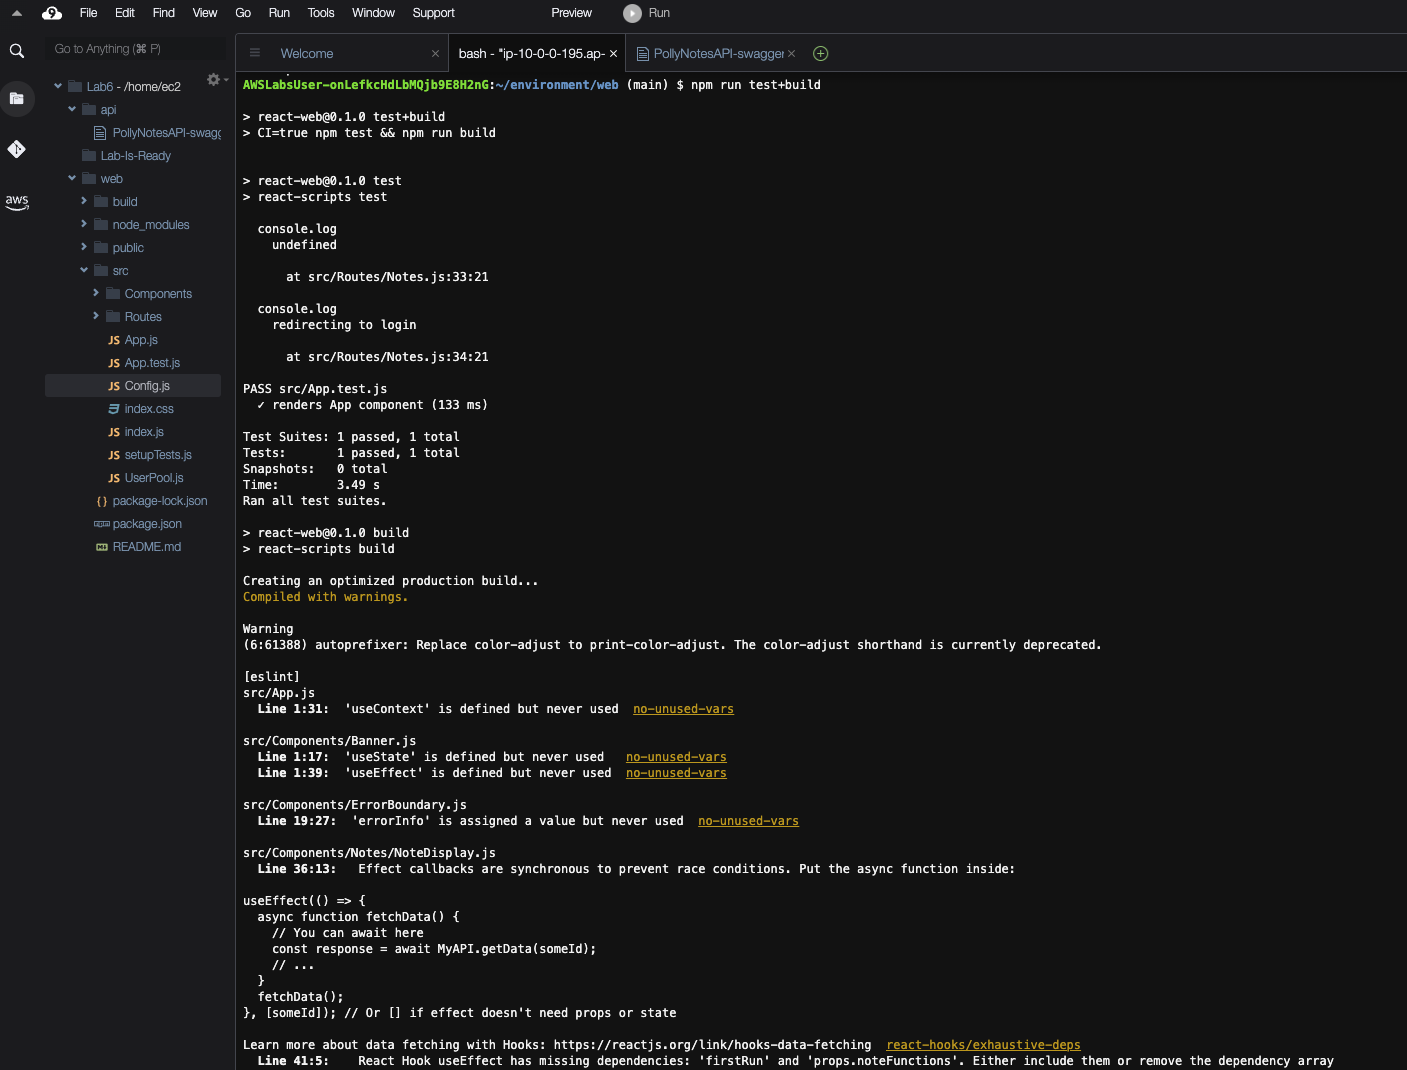 File Edit Find View Go Run Tools Window Support Preview Run
Go to Anything (⌘ P)
Welcome
bash - "ip-10-0-0-195.ap-
PollyNotesAPI-swagger
aws
Lab6 - /home/ec2
api
PollyNotesAPI-swagg
Lab-Is-Ready
web
build
node_modules
public
src
Components
Routes
JS App.js
JS App.test.js
JS Config.js
index.css
JS index.js
JS setupTests.js
JS UserPool.js
{ } package-lock.json
package.json
README.md
AWSLabsUser-onLefkcHdLbMQjb9E8H2nG:~/environment/web (main) $ npm run test+build
> react-web@0.1.0 test+build
> CI=true npm test && npm run build
> react-web@0.1.0 test
> react-scripts test
console.log
undefined
at src/Routes/Notes.js:33:21
console.log
redirecting to login
at src/Routes/Notes.js:34:21
PASS src/App.test.js
✓ renders App component (133 ms)
Test Suites: 1 passed, 1 total
Tests: 1 passed, 1 total
Snapshots: 0 total
Time: 3.49 s
Ran all test suites.
> react-web@0.1.0 build
> react-scripts build
Creating an optimized production build...
Compiled with warnings.
Warning
(6:61388) autoprefixer: Replace color-adjust to print-color-adjust. The color-adjust shorthand is currently deprecated.
[eslint]
src/App.js
Line 1:31: 'useContext' is defined but never used no-unused-vars
src/Components/Banner.js
Line 1:17: 'useState' is defined but never used no-unused-vars
Line 1:39: 'useEffect' is defined but never used no-unused-vars
src/Components/ErrorBoundary.js
Line 19:27: 'errorInfo' is assigned a value but never used no-unused-vars
src/Components/Notes/NoteDisplay.js
Line 36:13: Effect callbacks are synchronous to prevent race conditions. Put the async function inside:
useEffect(() => {
async function fetchData() {
// You can await here
const response = await MyAPI.getData(someId);
// ...
}
fetchData();
}, [someId]); // Or [] if effect doesn't need props or state
Learn more about data fetching with Hooks: https://reactjs.org/link/hooks-data-fetching react-hooks/exhaustive-deps
Line 41:5: React Hook useEffect has missing dependencies: 'firstRun' and 'props.noteFunctions'. Either include them or remove the dependency array